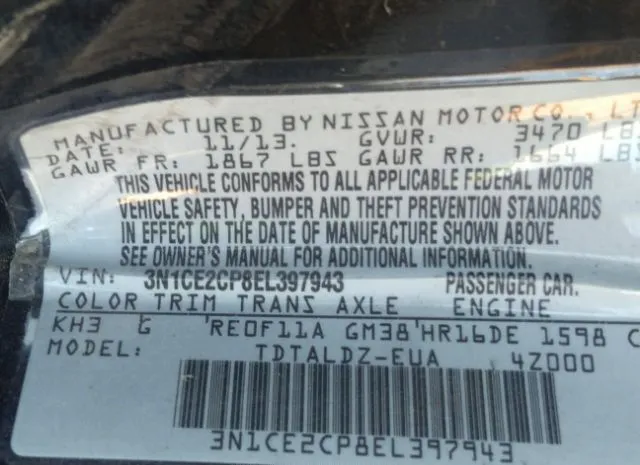 MANUFACTURED BY NISSAN MOTOR CO., LT
DATE: 11/13. GVWR: 3470 LBS
GAWR FR: 1867 LBS GAWR RR: 1664 LBS
THIS VEHICLE CONFORMS TO ALL APPLICABLE FEDERAL MOTOR
VEHICLE SAFETY, BUMPER AND THEFT PREVENTION STANDARDS
IN EFFECT ON THE DATE OF MANUFACTURE SHOWN ABOVE.
SEE OWNER'S MANUAL FOR ADDITIONAL INFORMATION.
VIN: 3N1CE2CP8EL397943 PASSENGER CAR.
COLOR TRIM TRANS AXLE ENGINE
KH3 G 'RE0F11A GM38'HR16DE 1598 C
MODEL: TDTALDZ-EUA 4Z000
3N1CE2CP8EL397943